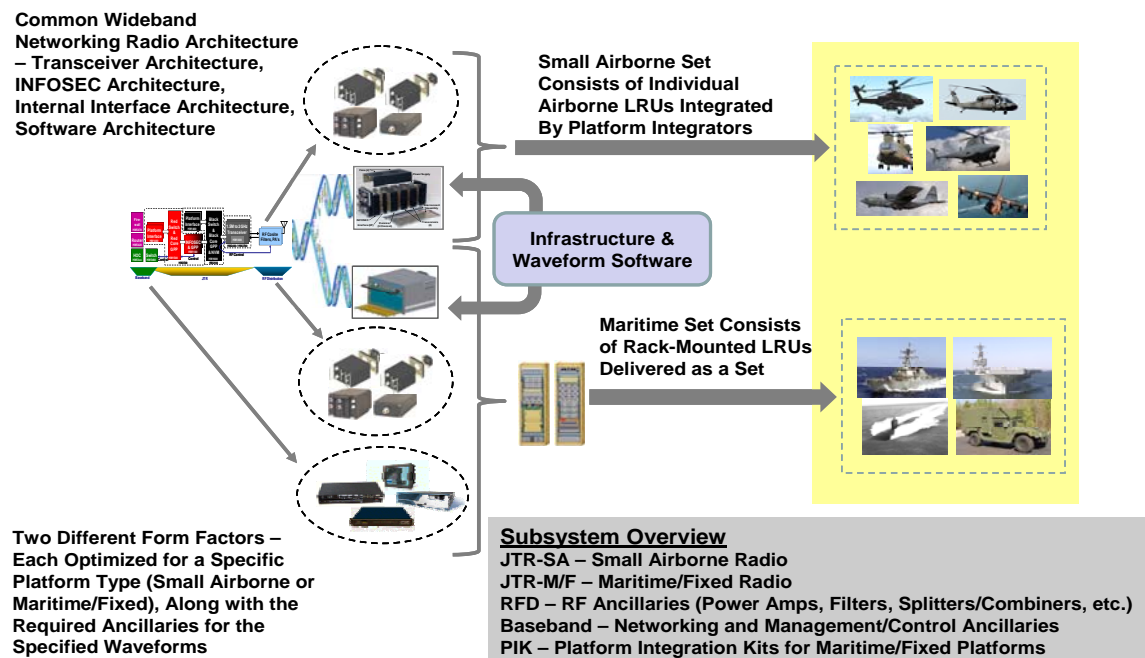 Common Wideband
Networking Radio Architecture
– Transceiver Architecture,
INFOSEC Architecture,
Internal Interface Architecture,
Software Architecture
Small Airborne Set
Consists of Individual
Airborne LRUs Integrated
By Platform Integrators
Infrastructure &
Waveform Software
Maritime Set Consists
of Rack-Mounted LRUs
Delivered as a Set
Two Different Form Factors –
Each Optimized for a Specific
Platform Type (Small Airborne or
Maritime/Fixed), Along with the
Required Ancillaries for the
Specified Waveforms
Subsystem Overview
JTR-SA – Small Airborne Radio
JTR-M/F – Maritime/Fixed Radio
RFD – RF Ancillaries (Power Amps, Filters, Splitters/Combiners, etc.)
Baseband – Networking and Management/Control Ancillaries
PIK – Platform Integration Kits for Maritime/Fixed Platforms